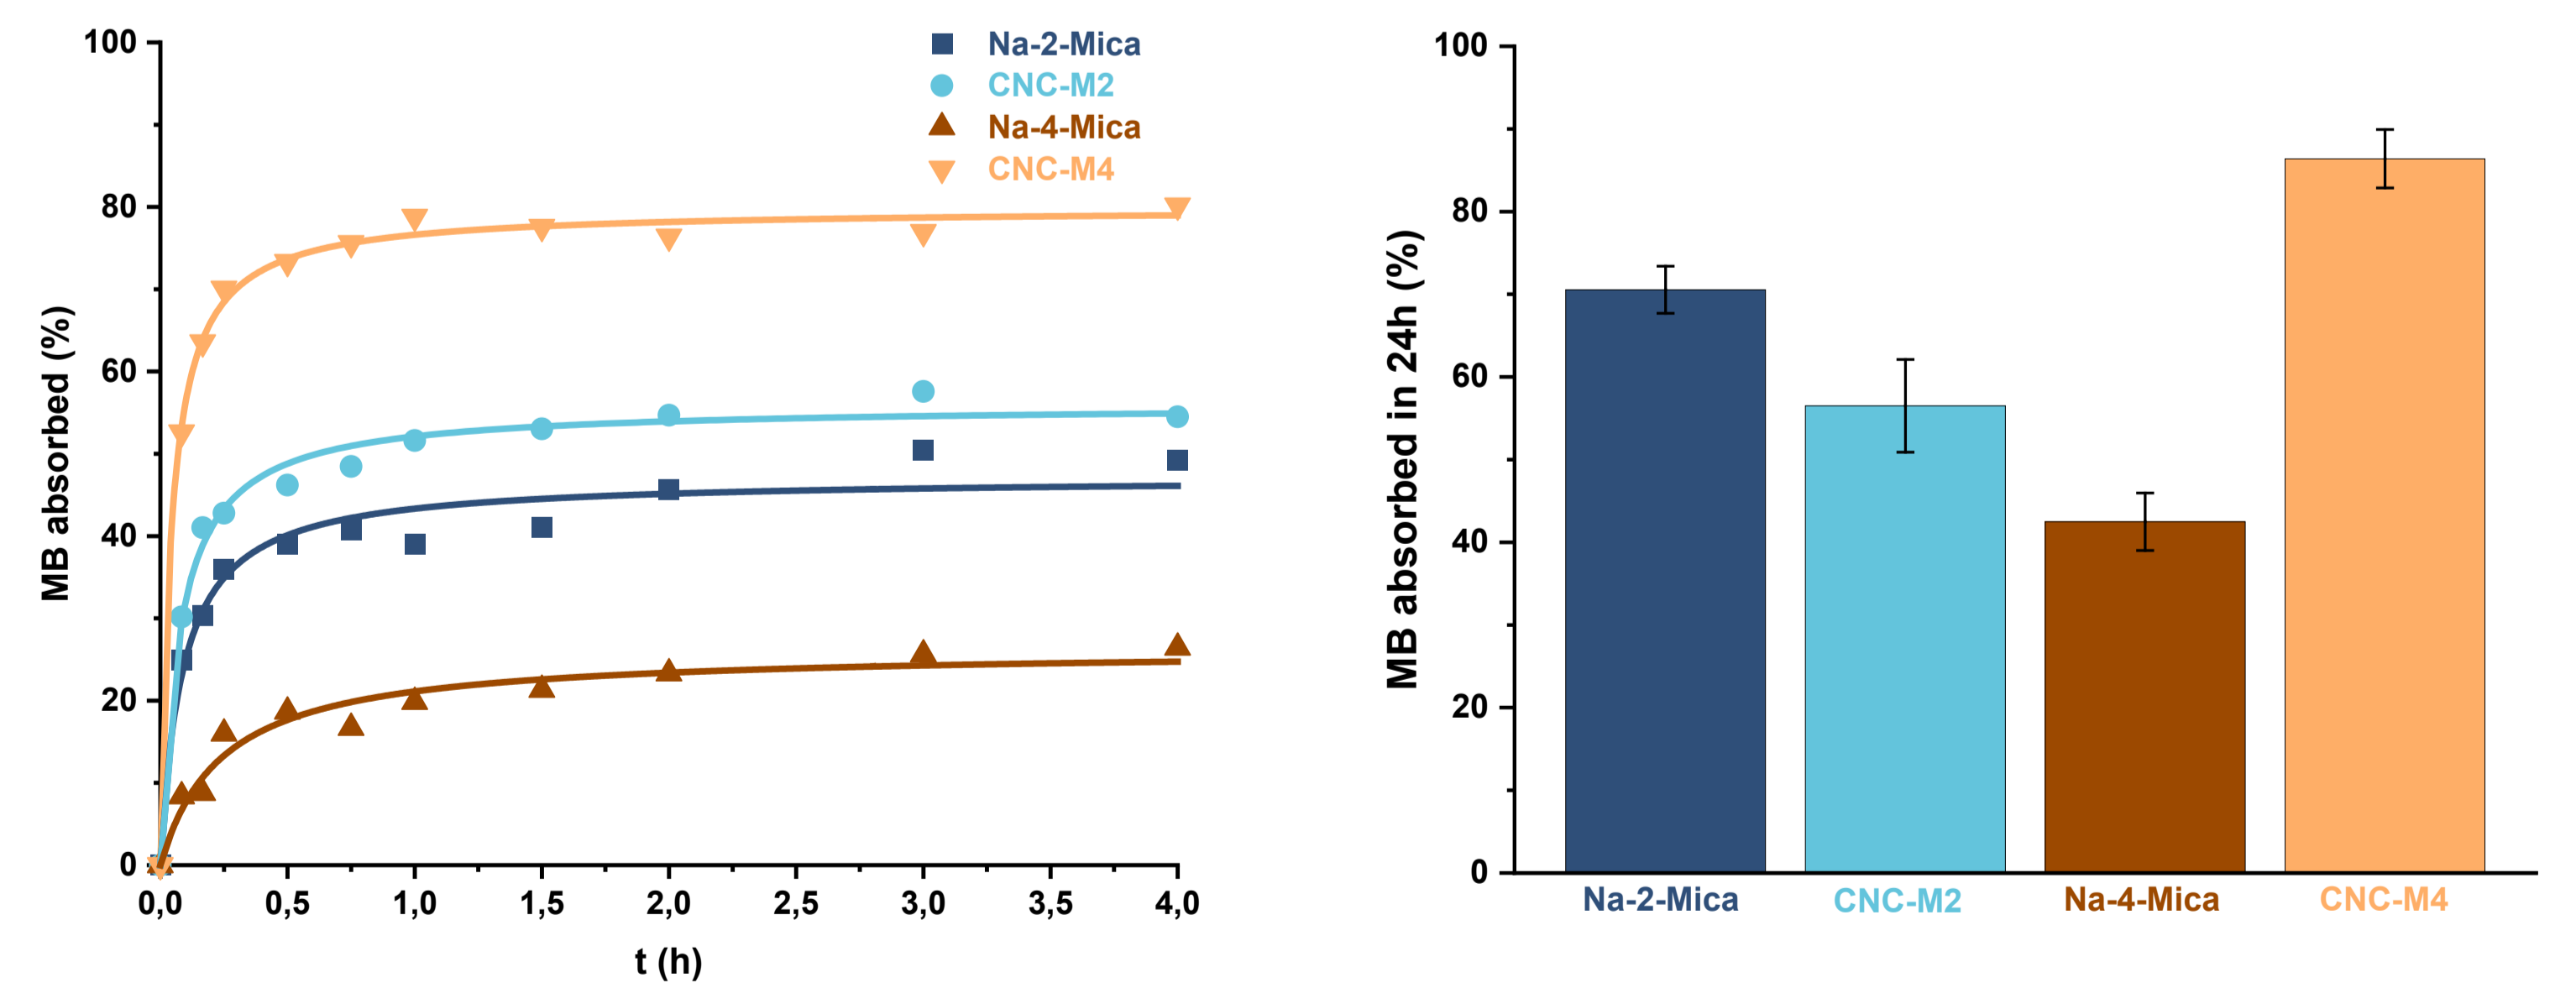 MB absorbed (%)
100
80
60
40
20
0
0,0 0,5 1,0 1,5 2,0 2,5 3,0 3,5 4,0
t (h)
Na-2-Mica
CNC-M2
Na-4-Mica
CNC-M4
MB absorbed in 24h (%)
100
80
60
40
20
0
Na-2-Mica CNC-M2 Na-4-Mica CNC-M4